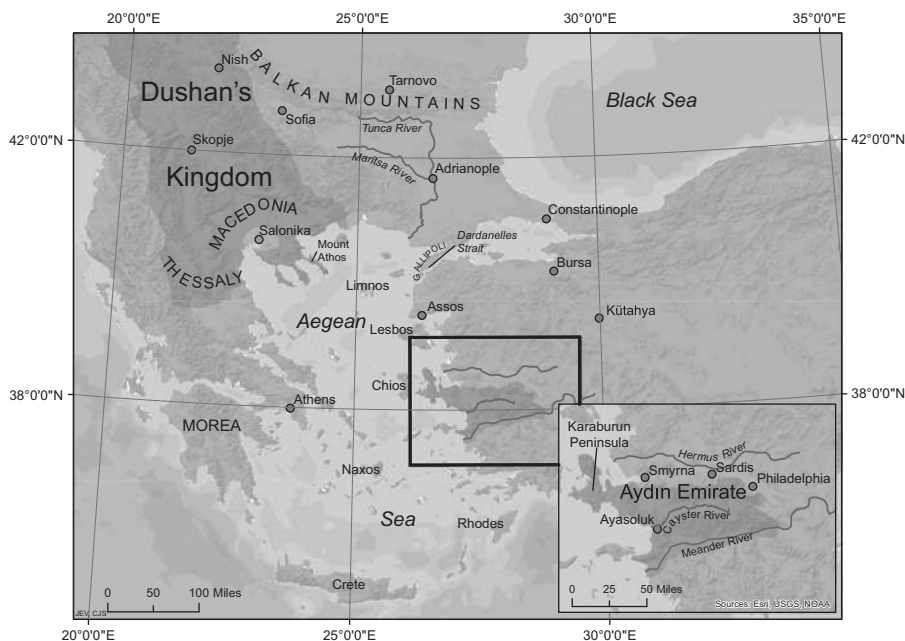 20°0'0"E 25°0'0"E 30°0'0"E 35°0'0"E
Nish
BALKAN MOUNTAINS
Tarnovo
Dushan's
Black Sea
Sofia
Tunca River
42°0'0"N
42°0'0"N
Skopje
Maritsa River
Adrianople
Kingdom
MACEDONIA
Constantinople
Salonika
Mount
Athos
Dardanelles
Strait
GALLIPOLI
THESSALY
Bursa
Limnos
Assos
Kütahya
Aegean
Lesbos
Chios
38°0'0"N
38°0'0"N
Athens
MOREA
Karaburun
Peninsula
Hermus River
Smyrna
Sardis
Philadelphia
Naxos
Aydın Emirate
Sea
Rhodes
Ayasoluk
Cayster River
Meander River
Crete
0 50 100 Miles
0 25 50 Miles
JEV, CJS
Sources: Esri, USGS, NOAA
20°0'0"E 25°0'0"E 30°0'0"E